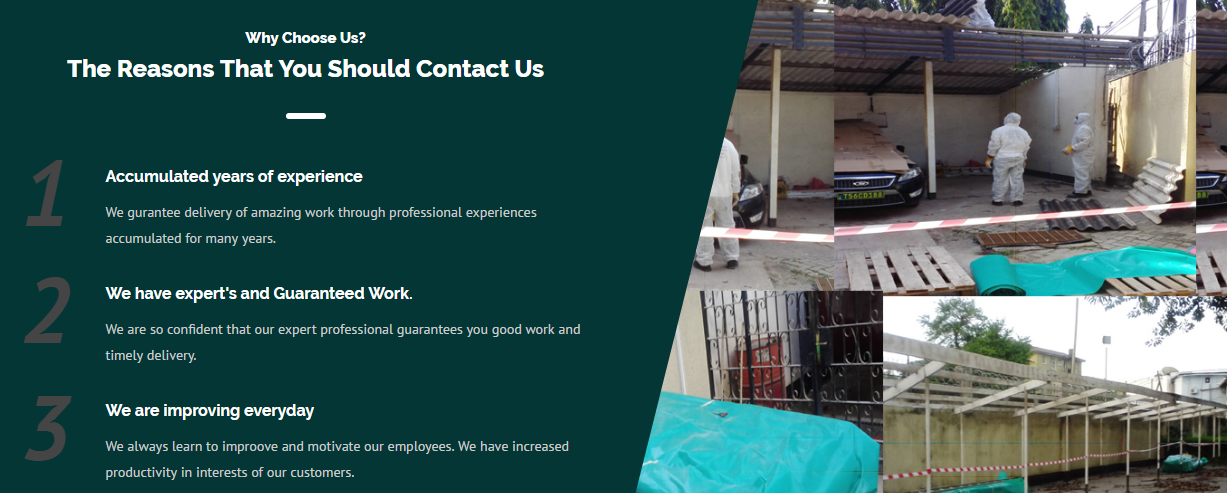 Why Choose Us?
The Reasons That You Should Contact Us
1
Accumulated years of experience
We gurantee delivery of amazing work through professional experiences
accumulated for many years.
2
We have expert's and Guaranteed Work.
We are so confident that our expert professional guarantees you good work and
timely delivery.
3
We are improving everyday
We always learn to improove and motivate our employees. We have increased
productivity in interests of our customers.